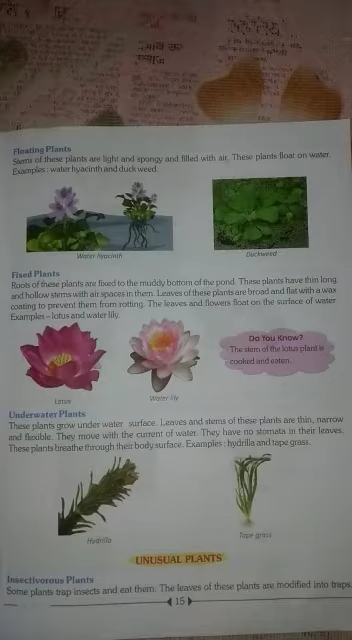 Floating Plants
Stems of these plants are light and spongy and filled with air. These plants float on water.
Examples : water hyacinth and duck weed.
Water hyacinth
Duckweed
Fixed Plants
Roots of these plants are fixed to the muddy bottom of the pond. These plants have thin long
and hollow stems with air spaces in them. Leaves of these plants are broad and flat with a wax
coating to prevent them from rotting. The leaves and flowers float on the surface of water
Examples – lotus and water lily.
Do You Know?
The stem of the lotus plant is
cooked and eaten.
Lotus
Water lily
Underwater Plants
These plants grow under water surface. Leaves and stems of these plants are thin, narrow
and flexible. They move with the current of water. They have no stomata in their leaves.
These plants breathe through their body surface. Examples : hydrilla and tape grass.
Hydrilla
Tape grass
UNUSUAL PLANTS
Insectivorous Plants
Some plants trap insects and eat them. The leaves of these plants are modified into traps.
15